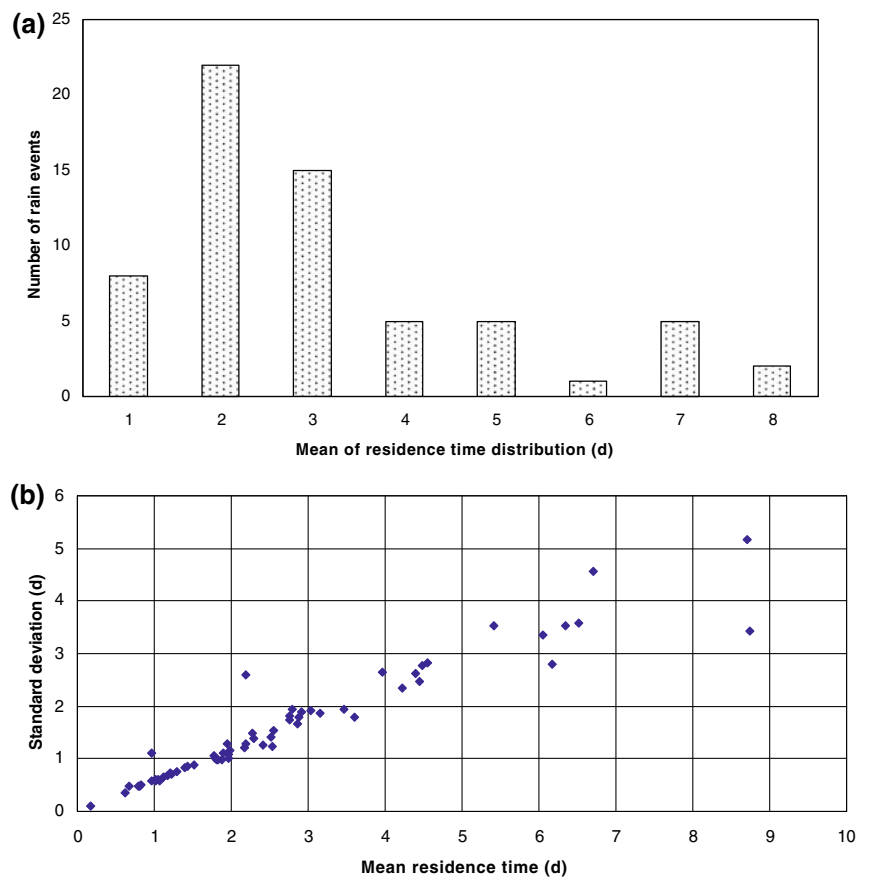 (a)
25
20
15
10
5
0
Number of rain events
1 2 3 4 5 6 7 8
Mean of residence time distribution (d)
(b)
6
5
4
3
2
1
0
Standard deviation (d)
0 1 2 3 4 5 6 7 8 9 10
Mean residence time (d)